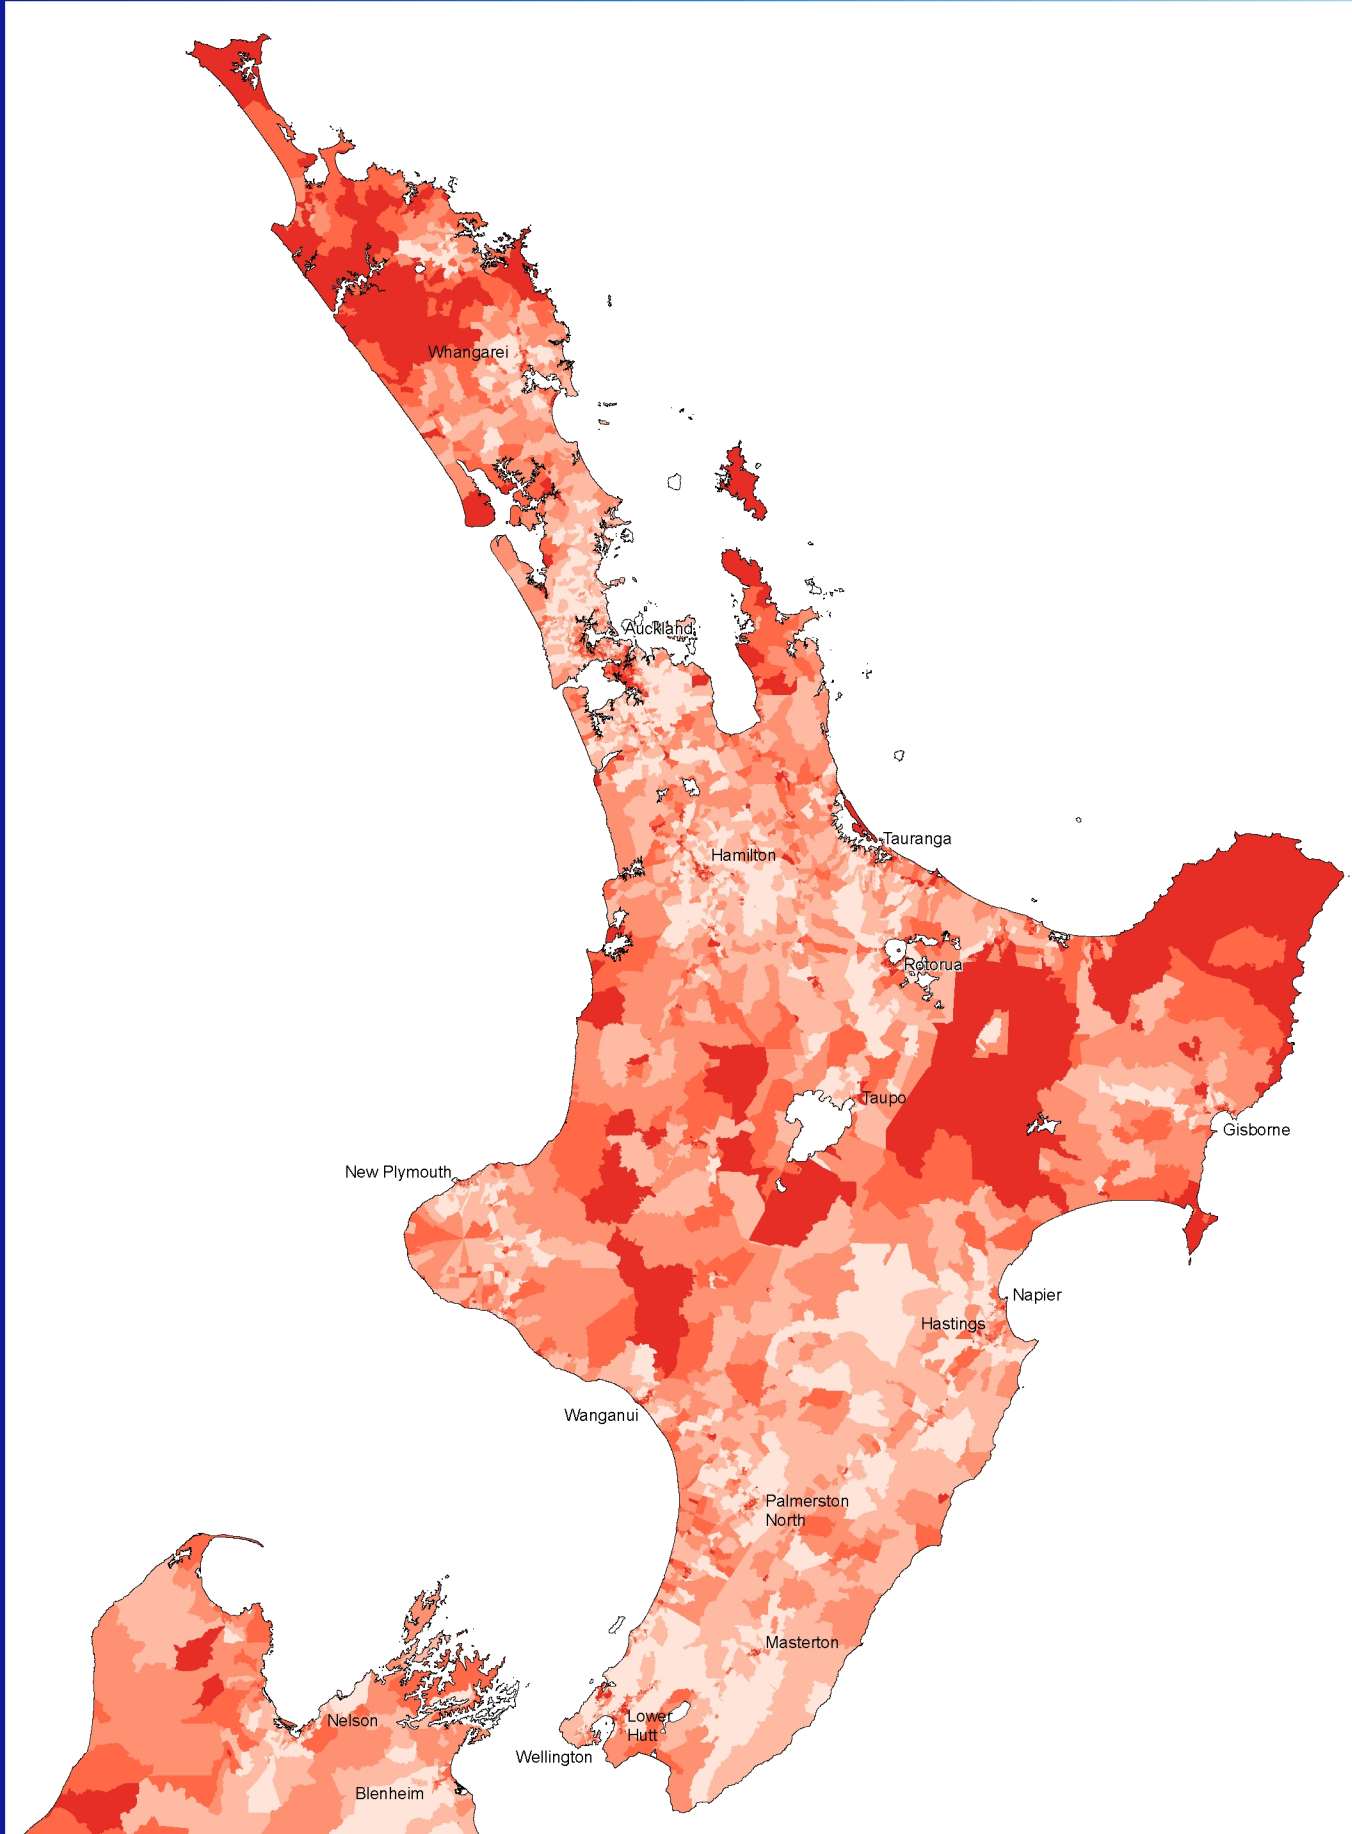 Whangarei
Auckland
Tauranga
Hamilton
Rotorua
Taupo
Gisborne
New Plymouth
Napier
Hastings
Wanganui
Palmerston
North
Masterton
Nelson
Lower
Hutt
Wellington
Blenheim